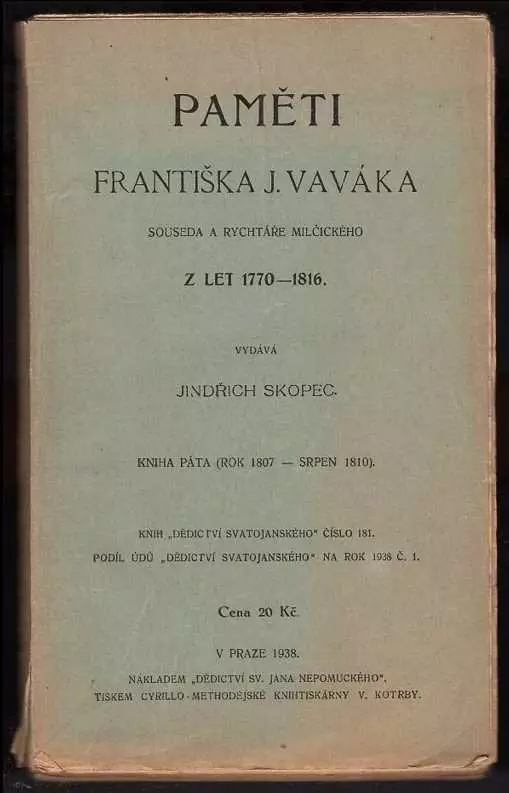 PAMĚTI
FRANTIŠKA J. VAVÁKA
SOUSEDA A RYCHTÁŘE MILČICKÉHO
Z LET 1770—1816.
VYDÁVÁ
JINDŘICH SKOPEC.
KNIHA PÁTA (ROK 1807 — SRPEN 1810).
KNIH „DĚDICTVÍ SVATOJANSKÉHO“ ČÍSLO 181.
PODÍL ÚDŮ „DĚDICTVÍ SVATOJANSKÉHO“ NA ROK 1938 Č. 1.
Cena 20 Kč.
V PRAZE 1938.
NÁKLADEM „DĚDICTVÍ SV. JANA NEPOMUCKÉHO“.
TISKEM CYRILLO-METHODĚJSKÉ KNIHTISKÁRNY V. KOTRBY.